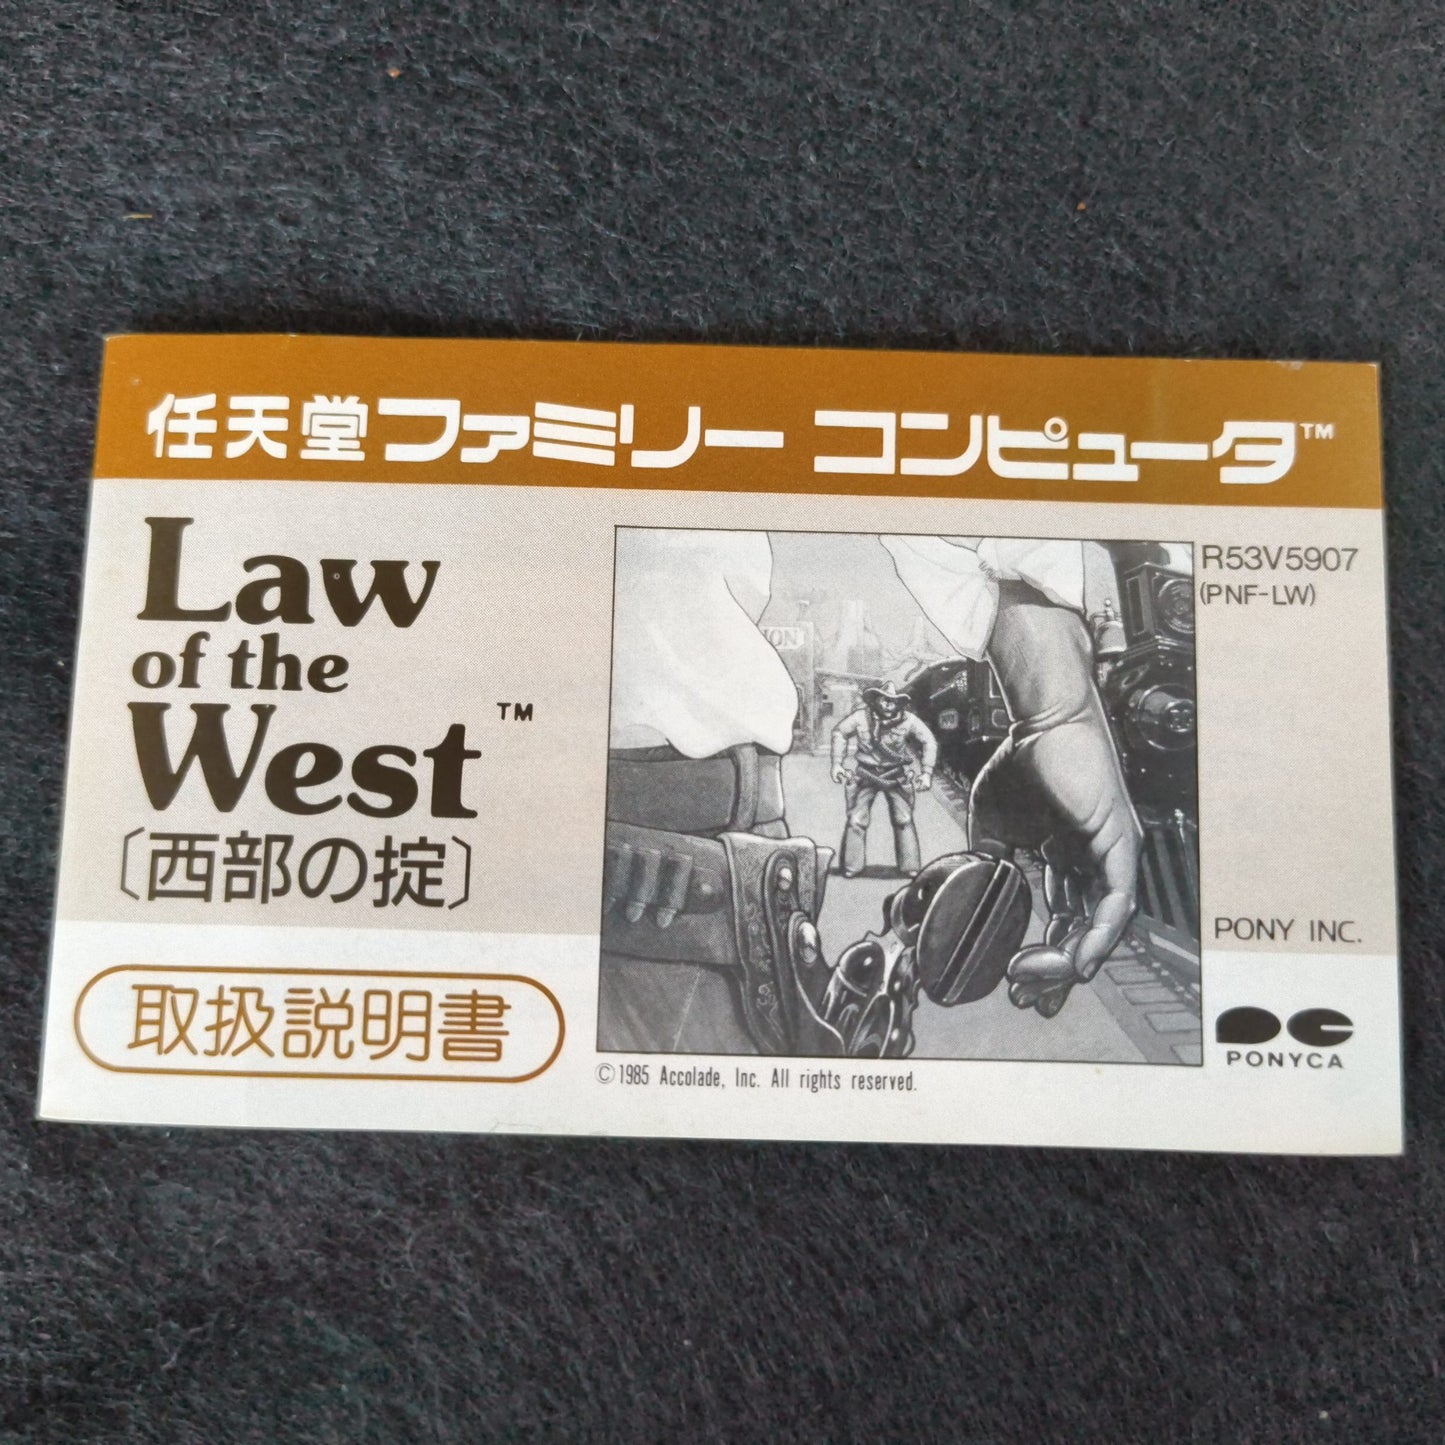 任天堂ファミリー コンピュータ™
Law
of the
West™
〔西部の掟〕
取扱説明書
ION
R53V5907
(PNF-LW)
PONY INC.
PONYCA
©1985 Accolade, Inc. All rights reserved.